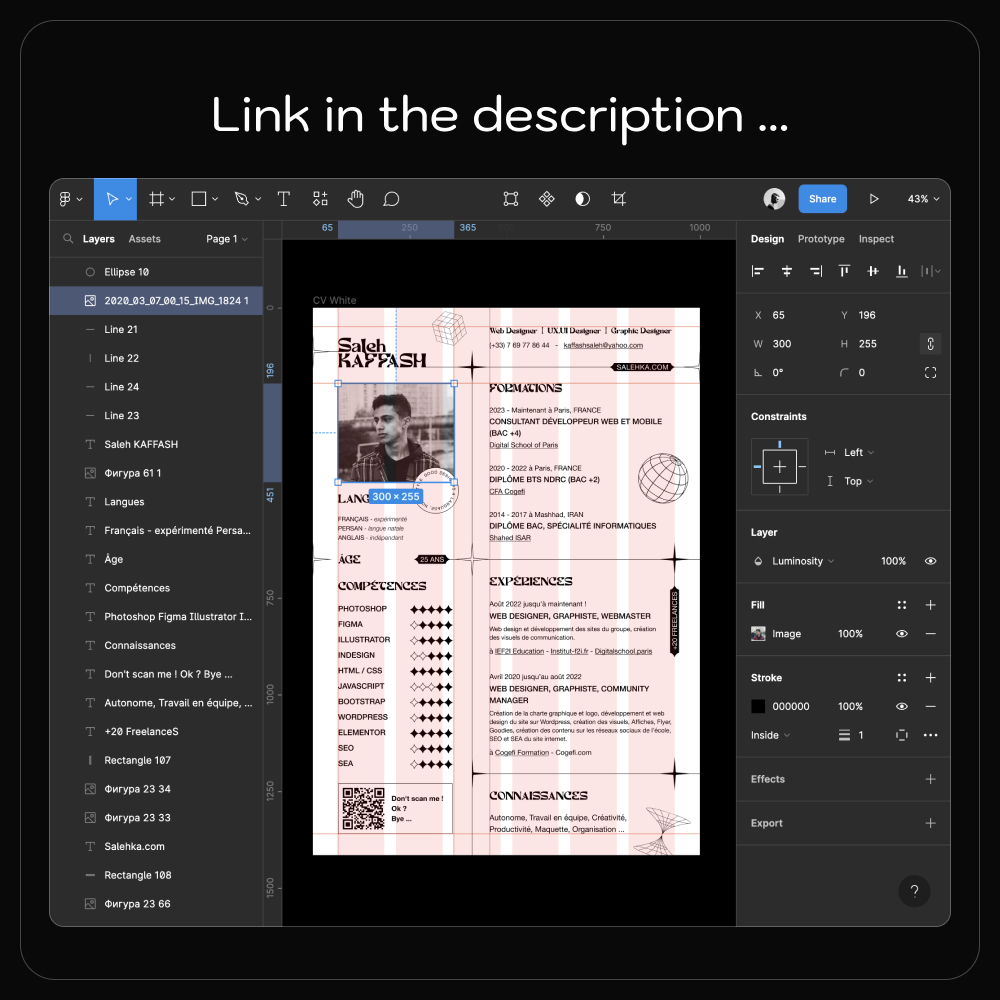 Link in the description ...
Share
43%
Layers
Assets
Page 1
65
250
365
750
1000
Design
Prototype
Inspect
Ellipse 10
2020_03_07_00_15_IMG_1824 1
Line 21
Line 22
Line 24
Line 23
Saleh KAFFASH
Фигура 61 1
Langues
Français - expérimenté Persa...
Âge
Compétences
Photoshop Figma Illustrator I...
Connaissances
Don't scan me ! Ok ? Bye ...
Autonome, Travail en équipe, ...
+20 FreelanceS
Rectangle 107
Фигура 23 34
Фигура 23 33
Salehka.com
Rectangle 108
Фигура 23 66
0
196
451
750
1000
1250
1500
CV White
Saleh
KAFFASH
300 × 255
LANG
FRANÇAIS - expérimenté
PERSAN - langue natale
ANGLAIS - indépendant
ÂGE
25 ANS
COMPÉTENCES
PHOTOSHOP
FIGMA
ILLUSTRATOR
INDESIGN
HTML / CSS
JAVASCRIPT
BOOTSTRAP
WORDPRESS
ELEMENTOR
SEO
SEA
Don't scan me !
Ok ?
Bye ...
Web Designer | UX.UI Designer | Graphic Designer
(+33) 7 69 77 86 44 - kaffashsaleh@yahoo.com
SALEHKA.COM
FORMATIONS
2023 - Maintenant à Paris, FRANCE
CONSULTANT DÉVELOPPEUR WEB ET MOBILE
(BAC +4)
Digital School of Paris
2020 - 2022 à Paris, FRANCE
DIPLÔME BTS NDRC (BAC +2)
CFA Cogefi
2014 - 2017 à Mashhad, IRAN
DIPLÔME BAC, SPÉCIALITÉ INFORMATIQUES
Shahed ISAR
EXPÉRIENCES
Août 2022 jusqu'à maintenant !
WEB DESIGNER, GRAPHISTE, WEBMASTER
Web design et développement des sites du groupe, création
des visuels de communication.
à IEF2I Education - Institut-f2i.fr - Digitalschool.paris
+20 FREELANCES
Avril 2020 jusqu'au août 2022
WEB DESIGNER, GRAPHISTE, COMMUNITY
MANAGER
Création de la charte graphique et logo, développement et web
design du site sur Wordpress, création des visuels, Affiches, Flyer,
Goodies, création des contenu sur les réseaux sociaux de l'école,
SEO et SEA du site internet.
à Cogefi Formation - Cogefi.com
CONNAISSANCES
Autonome, Travail en équipe, Créativité,
Productivité, Maquette, Organisation ...
X 65
Y 196
W 300
H 255
0°
0
Constraints
Left
Top
Layer
Luminosity
100%
Fill
Image
100%
Stroke
000000
100%
Inside
1
Effects
Export
?